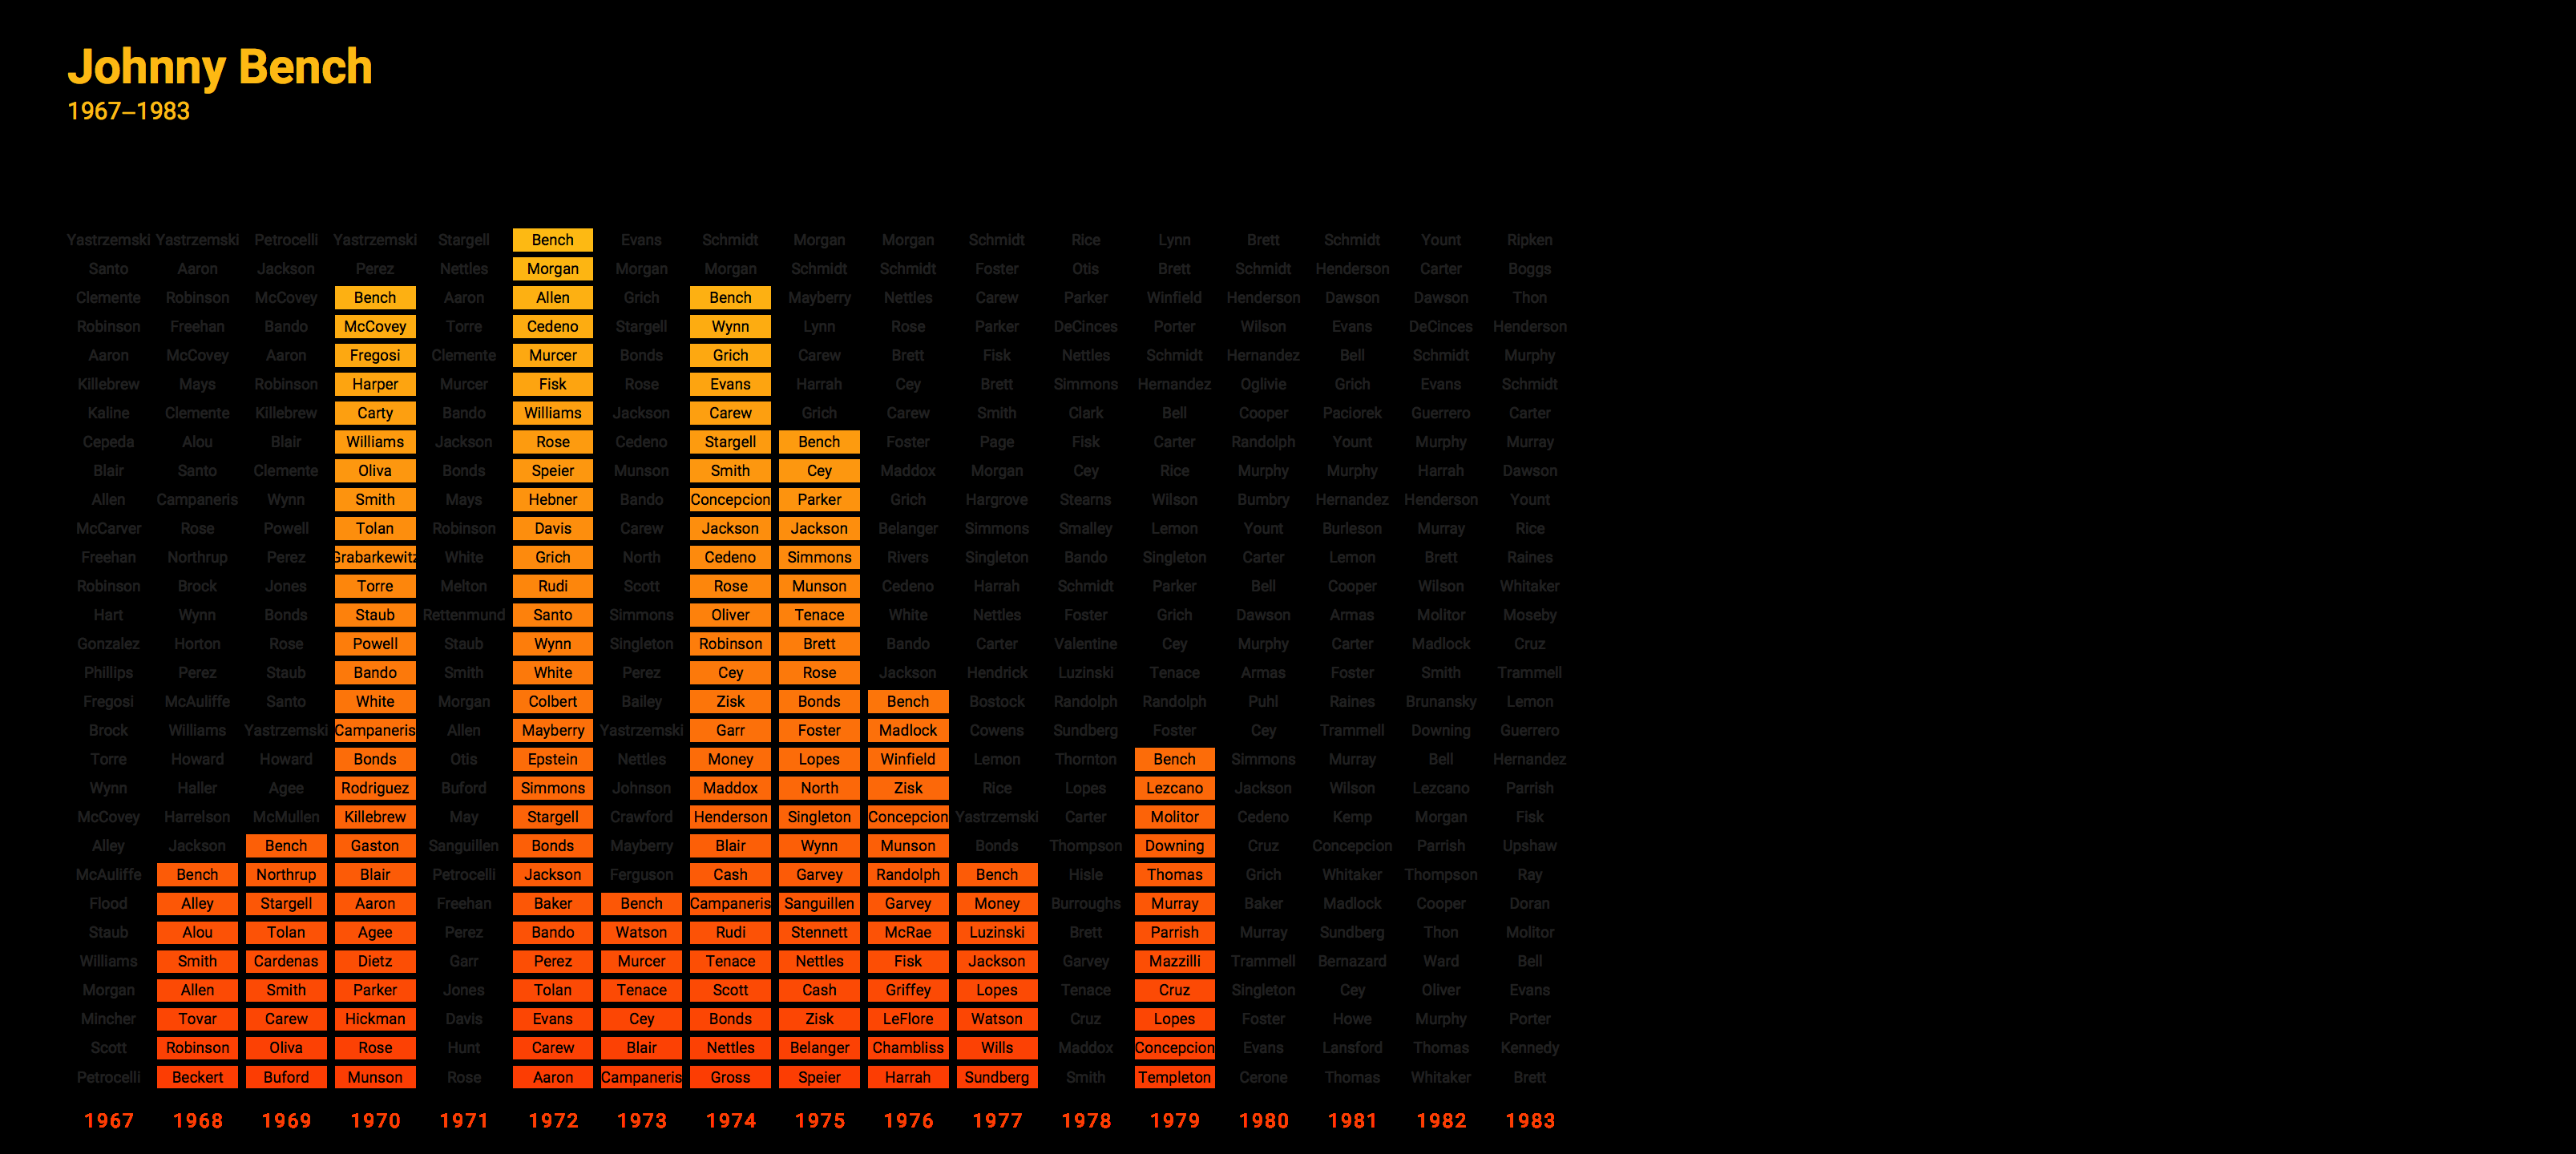 Johnny Bench
1967–1983
Yastrzemski Yastrzemski Petrocelli Yastrzemski Stargell Bench Evans Schmidt Morgan Morgan Schmidt Rice Lynn Brett Schmidt Yount Ripken
Santo Aaron Jackson Perez Nettles Morgan Morgan Morgan Schmidt Schmidt Foster Otis Brett Schmidt Henderson Carter Boggs
Clemente Robinson McCovey Bench Aaron Allen Grich Bench Mayberry Nettles Carew Parker Winfield Henderson Dawson Dawson Thon
Robinson Freehan Bando McCovey Torre Cedeno Stargell Wynn Lynn Rose Parker DeCinces Porter Wilson Evans DeCinces Henderson
Aaron McCovey Aaron Fregosi Clemente Murcer Bonds Grich Carew Brett Fisk Nettles Schmidt Hernandez Bell Schmidt Murphy
Killebrew Mays Robinson Harper Murcer Fisk Rose Evans Harrah Cey Brett Simmons Hernandez Oglivie Grich Evans Schmidt
Kaline Clemente Killebrew Carty Bando Williams Jackson Carew Grich Carew Smith Clark Bell Cooper Paciorek Guerrero Carter
Cepeda Alou Blair Williams Jackson Rose Cedeno Stargell Bench Foster Page Fisk Carter Randolph Yount Murphy Murray
Blair Santo Clemente Oliva Bonds Speier Munson Smith Cey Maddox Morgan Cey Rice Murphy Murphy Harrah Dawson
Allen Campaneris Wynn Smith Mays Hebner Bando Concepcion Parker Grich Hargrove Stearns Wilson Bumbry Hernandez Henderson Yount
McCarver Rose Powell Tolan Robinson Davis Carew Jackson Jackson Belanger Simmons Smalley Lemon Yount Burleson Murray Rice
Freehan Northrup Perez Grabarkewitz White Grich North Cedeno Simmons Rivers Singleton Bando Singleton Carter Lemon Brett Raines
Robinson Brock Jones Torre Melton Rudi Scott Rose Munson Cedeno Harrah Schmidt Parker Bell Cooper Wilson Whitaker
Hart Wynn Bonds Staub Rettenmund Santo Simmons Oliver Tenace White Nettles Foster Grich Dawson Armas Molitor Moseby
Gonzalez Horton Rose Powell Staub Wynn Singleton Robinson Brett Bando Carter Valentine Cey Murphy Carter Madlock Cruz
Phillips Perez Staub Bando Smith White Perez Cey Rose Jackson Hendrick Luzinski Tenace Armas Foster Smith Trammell
Fregosi McAuliffe Santo White Morgan Colbert Bailey Zisk Bonds Bench Bostock Randolph Randolph Puhl Raines Brunansky Lemon
Brock Williams Yastrzemski Campaneris Allen Mayberry Yastrzemski Garr Foster Madlock Cowens Sundberg Foster Cey Trammell Downing Guerrero
Torre Howard Howard Bonds Otis Epstein Nettles Money Lopes Winfield Lemon Thornton Bench Simmons Murray Bell Hernandez
Wynn Haller Agee Rodriguez Buford Simmons Johnson Maddox North Zisk Rice Lopes Lezcano Jackson Wilson Lezcano Parrish
McCovey Harrelson McMullen Killebrew May Stargell Crawford Henderson Singleton Concepcion Yastrzemski Carter Molitor Cedeno Kemp Morgan Fisk
Alley Jackson Bench Gaston Sanguillen Bonds Mayberry Blair Wynn Munson Bonds Thompson Downing Cruz Concepcion Parrish Upshaw
McAuliffe Bench Northrup Blair Petrocelli Jackson Ferguson Cash Garvey Randolph Bench Hisle Thomas Grich Whitaker Thompson Ray
Flood Alley Stargell Aaron Freehan Baker Bench Campaneris Sanguillen Garvey Money Burroughs Murray Baker Madlock Cooper Doran
Staub Alou Tolan Agee Perez Bando Watson Rudi Stennett McRae Luzinski Brett Parrish Murray Sundberg Thon Molitor
Williams Smith Cardenas Dietz Garr Perez Murcer Tenace Nettles Fisk Jackson Garvey Mazzilli Trammell Bernazard Ward Bell
Morgan Allen Smith Parker Jones Tolan Tenace Scott Cash Griffey Lopes Tenace Cruz Singleton Cey Oliver Evans
Mincher Tovar Carew Hickman Davis Evans Cey Bonds Zisk LeFlore Watson Cruz Lopes Foster Howe Murphy Porter
Scott Robinson Oliva Rose Hunt Carew Blair Nettles Belanger Chambliss Wills Maddox Concepcion Evans Lansford Thomas Kennedy
Petrocelli Beckert Buford Munson Rose Aaron Campaneris Gross Speier Harrah Sundberg Smith Templeton Cerone Thomas Whitaker Brett
1967 1968 1969 1970 1971 1972 1973 1974 1975 1976 1977 1978 1979 1980 1981 1982 1983